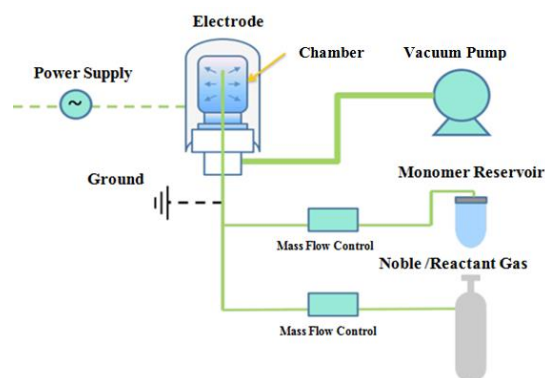 Electrode
Chamber
Vacuum Pump
Power Supply
~
Ground
Monomer Reservoir
Mass Flow Control
Noble /Reactant Gas
Mass Flow Control